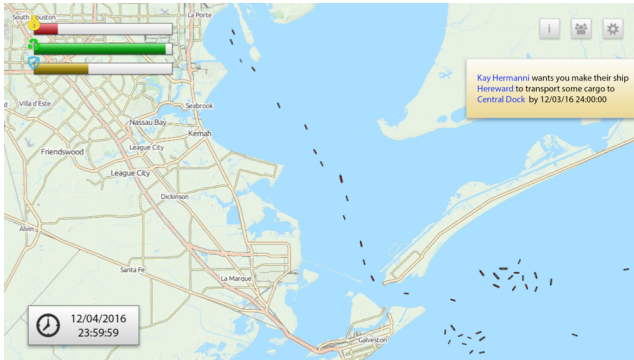 South Houston
La Porte
Kay Hermanni wants you make their ship
Hereward to transport some cargo to
Central Dock by 12/03/16 24:00:00
Villa d'Este
Seabrook
Nassau Bay
Kemah
Friendswood
League City
League City
Dickinson
Alvin
Santa Fe
La Marque
12/04/2016
23:59:59
Galveston